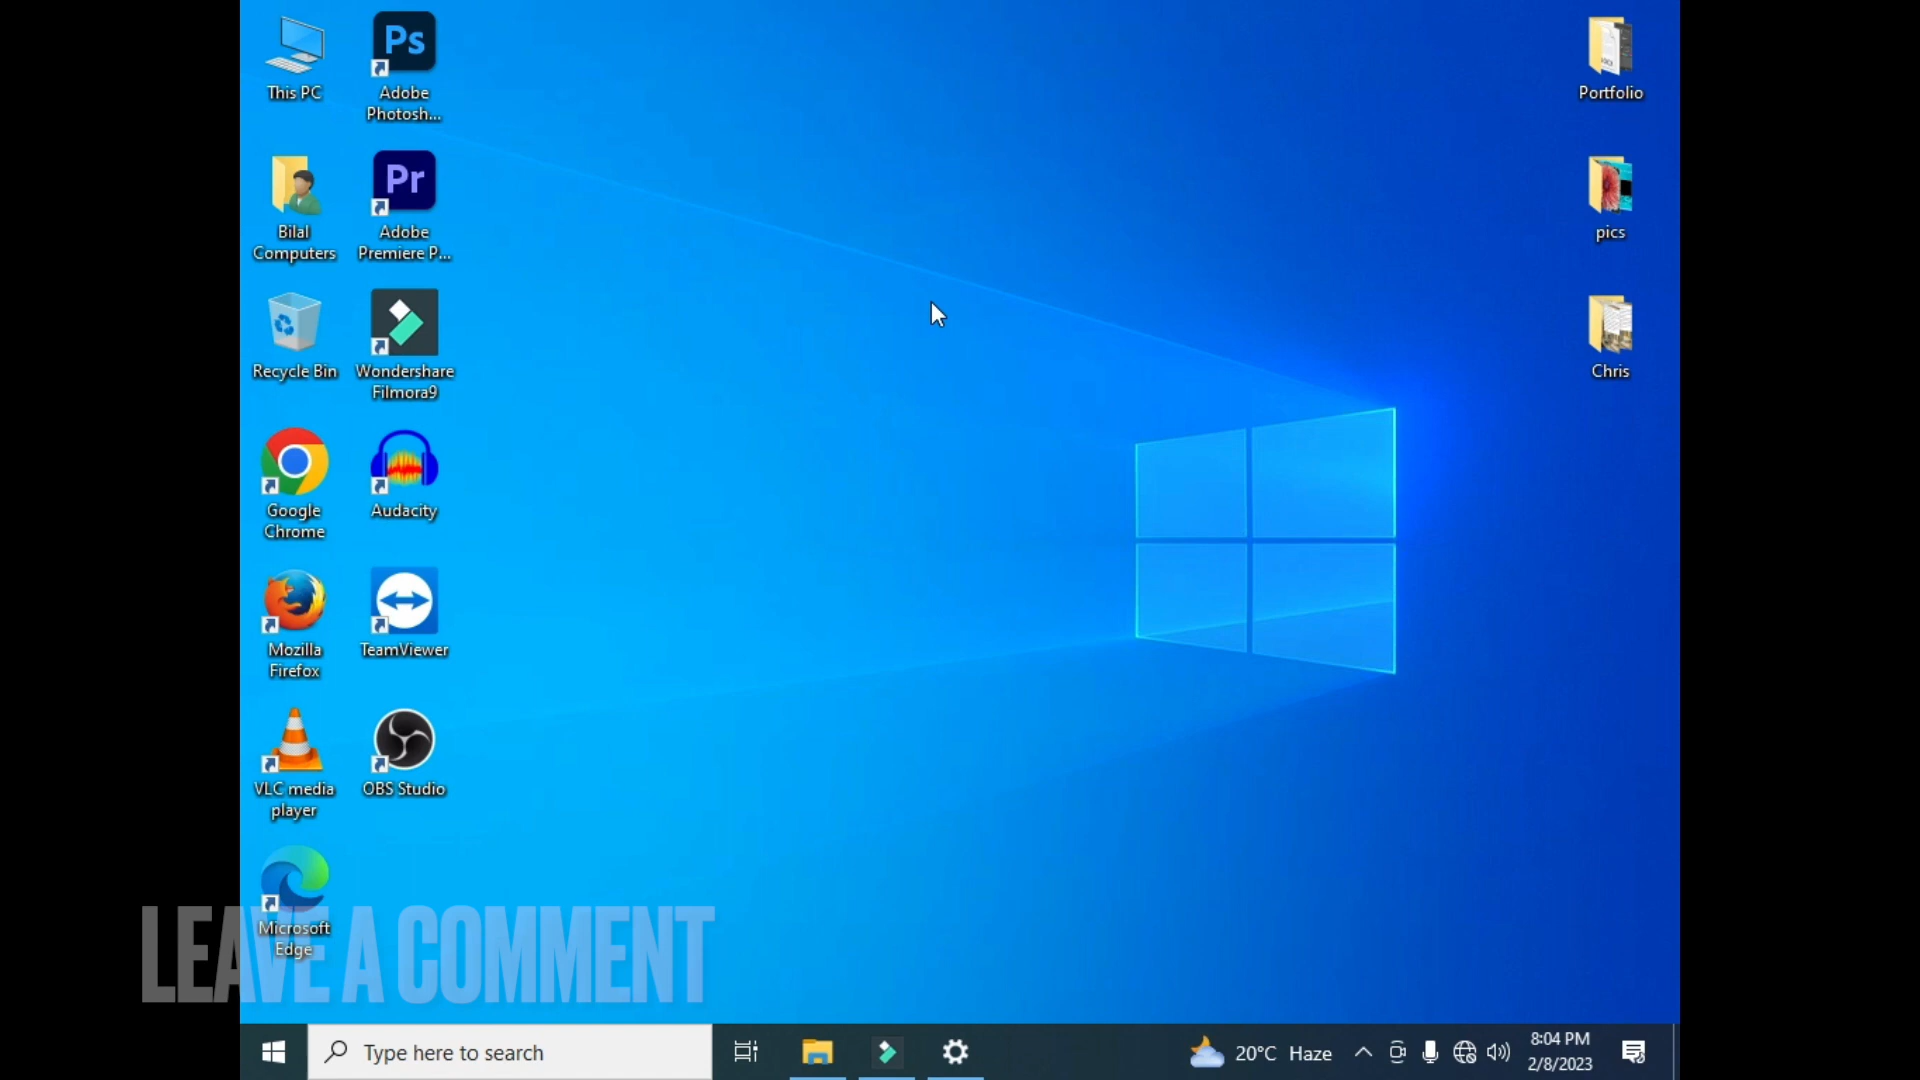 This PC
Ps
Adobe
Photosh...
Portfolio
Bilal
Computers
Pr
Adobe
Premiere P...
pics
Recycle Bin
Wondershare
Filmora9
Chris
Google
Chrome
Audacity
Mozilla
Firefox
TeamViewer
VLC media
player
OBS Studio
Microsoft
Edge
LEAVE A COMMENT
Type here to search
20°C Haze
8:04 PM
2/8/2023